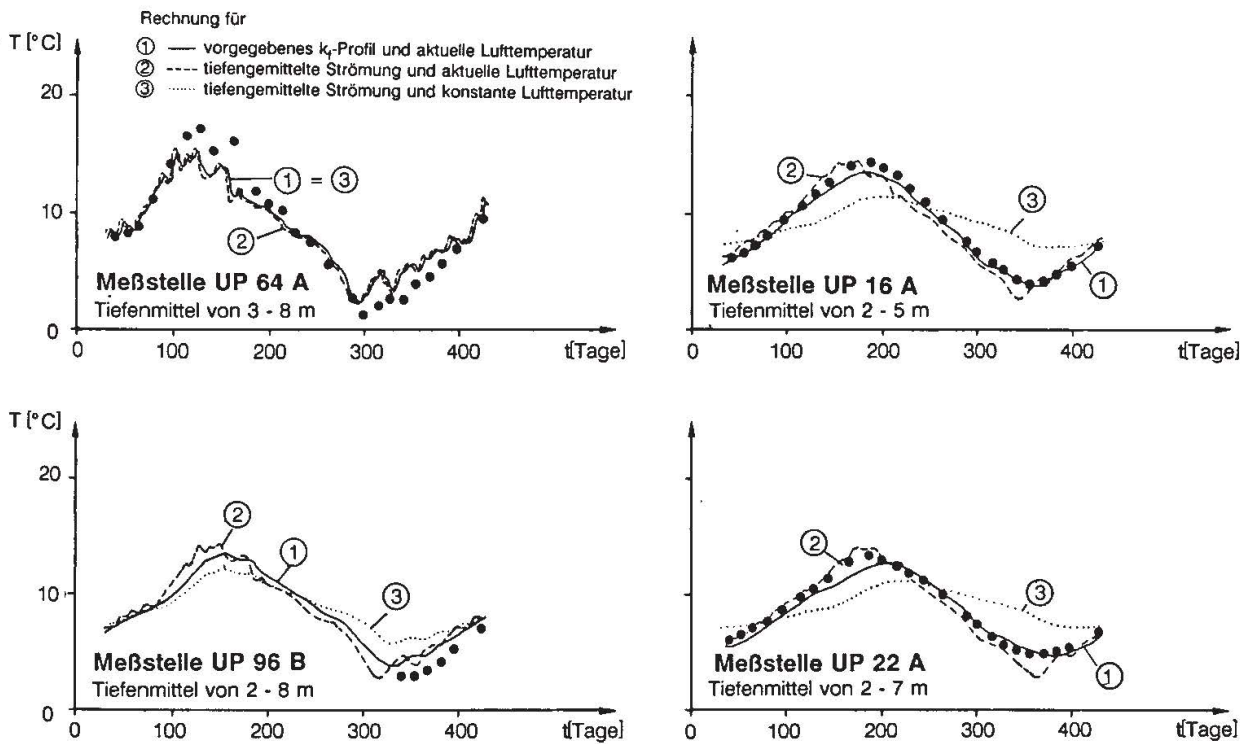 Rechnung für
T [°C]
① — vorgegebenes kf-Profil und aktuelle Lufttemperatur
② ---- tiefengemittelte Strömung und aktuelle Lufttemperatur
③ ······ tiefengemittelte Strömung und konstante Lufttemperatur
20
10
0
① = ③
②
Meßstelle UP 64 A
Tiefenmittel von 3 - 8 m
0 100 200 300 400 t[Tage]
②
③
①
Meßstelle UP 16 A
Tiefenmittel von 2 - 5 m
0 100 200 300 400 t[Tage]
T [°C]
20
10
0
②
①
③
Meßstelle UP 96 B
Tiefenmittel von 2 - 8 m
0 100 200 300 400 t[Tage]
②
③
①
Meßstelle UP 22 A
Tiefenmittel von 2 - 7 m
0 100 200 300 400 t[Tage]